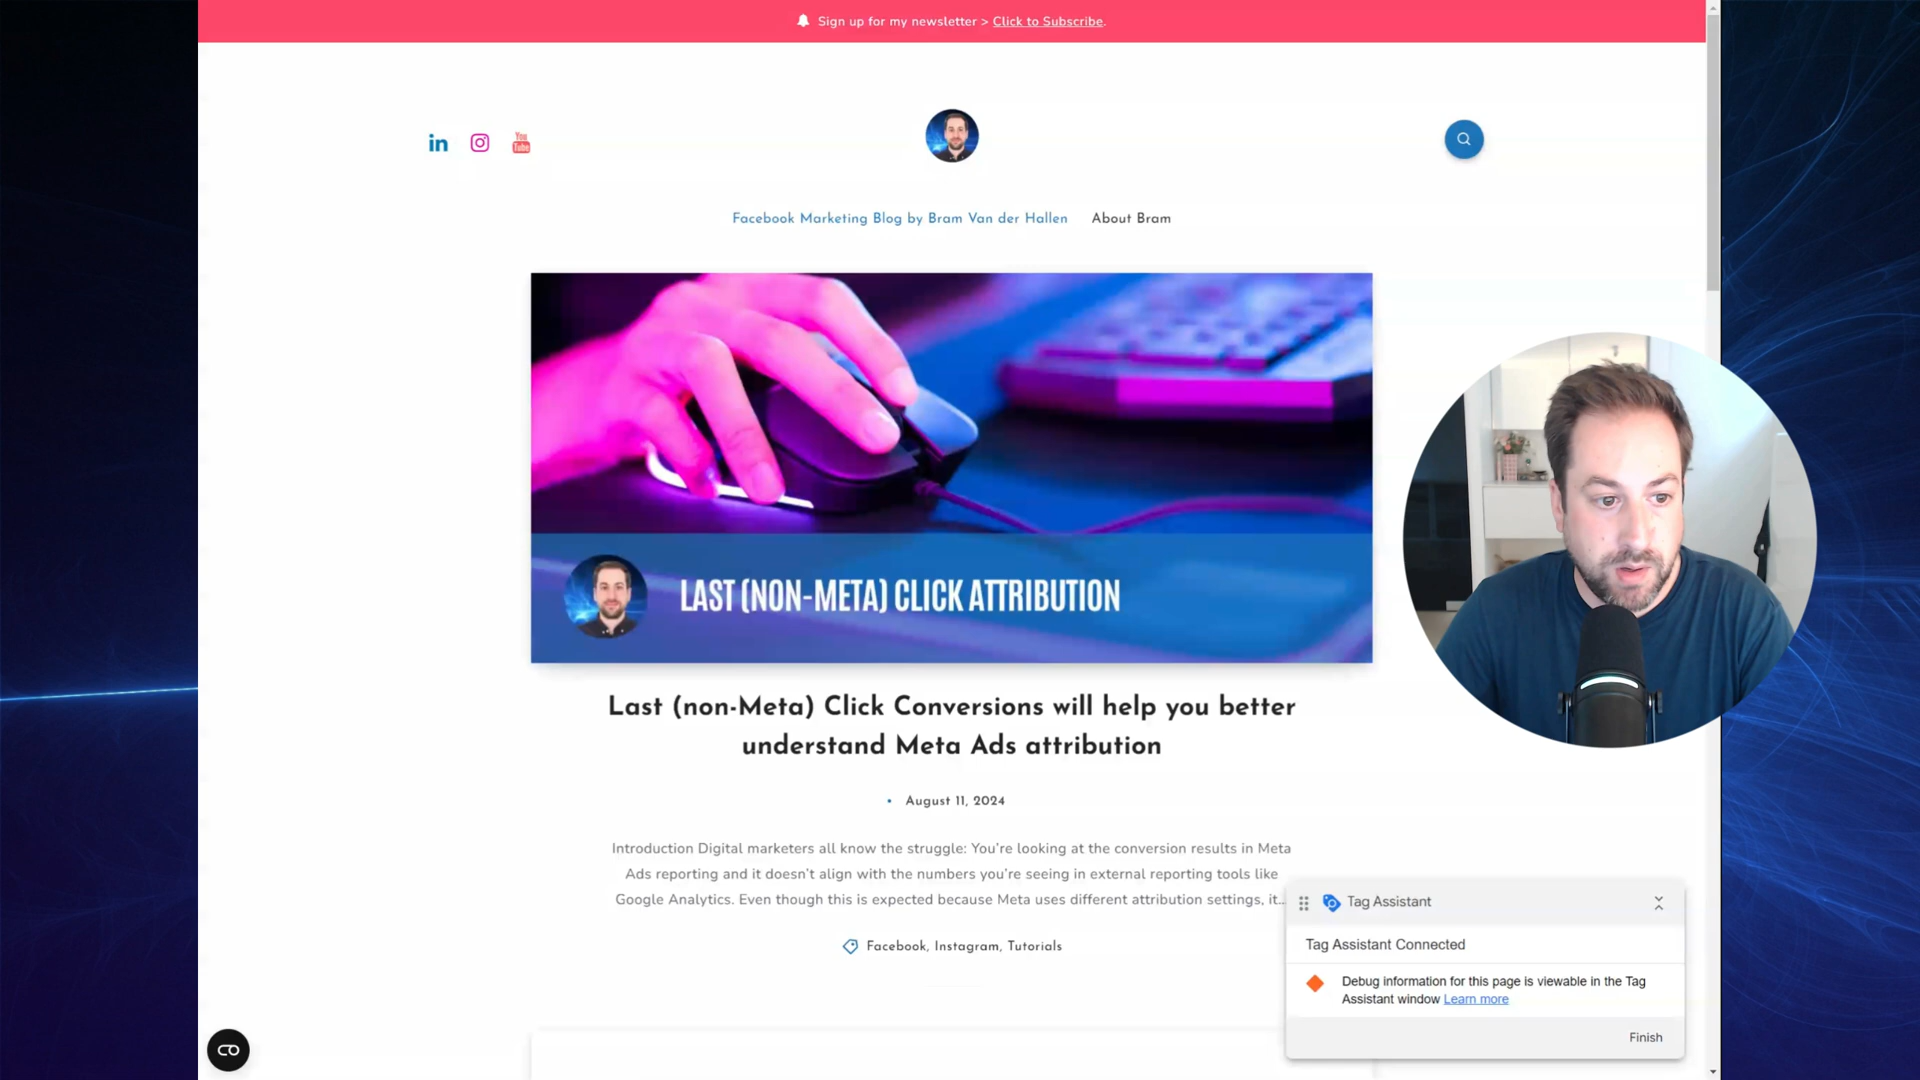 Sign up for my newsletter > Click to Subscribe.
in
You
Tube
Facebook Marketing Blog by Bram Van der Hallen
About Bram
LAST (NON-META) CLICK ATTRIBUTION
Last (non-Meta) Click Conversions will help you better
understand Meta Ads attribution
• August 11, 2024
Introduction Digital marketers all know the struggle: You're looking at the conversion results in Meta
Ads reporting and it doesn't align with the numbers you're seeing in external reporting tools like
Google Analytics. Even though this is expected because Meta uses different attribution settings, it...
Facebook, Instagram, Tutorials
Tag Assistant
Tag Assistant Connected
Debug information for this page is viewable in the Tag
Assistant window Learn more
Finish